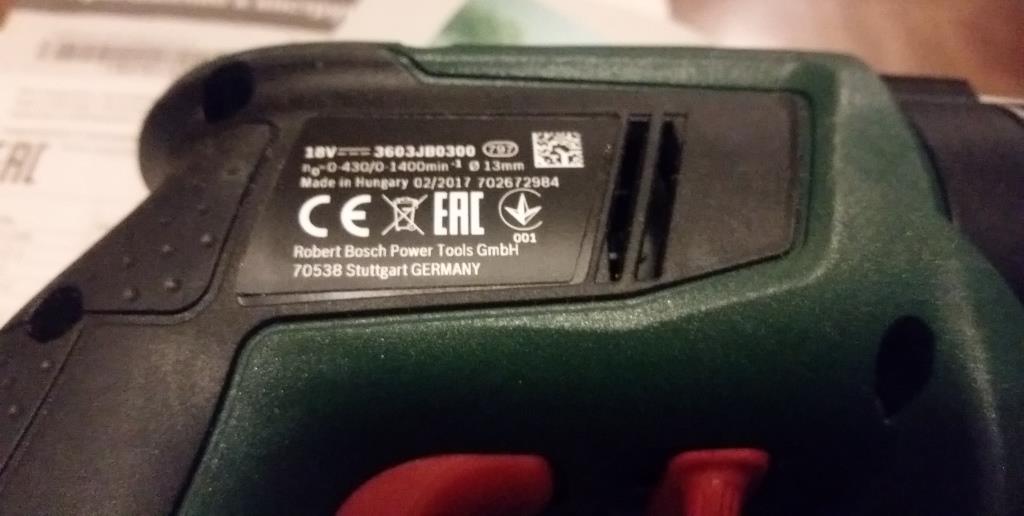 18V 3603JB0300 797
n₀-0-430/0-1400min⁻¹ Ø 13mm
Made in Hungary 02/2017 702672984
CE EAC
001
Robert Bosch Power Tools GmbH
70538 Stuttgart GERMANY
EAC